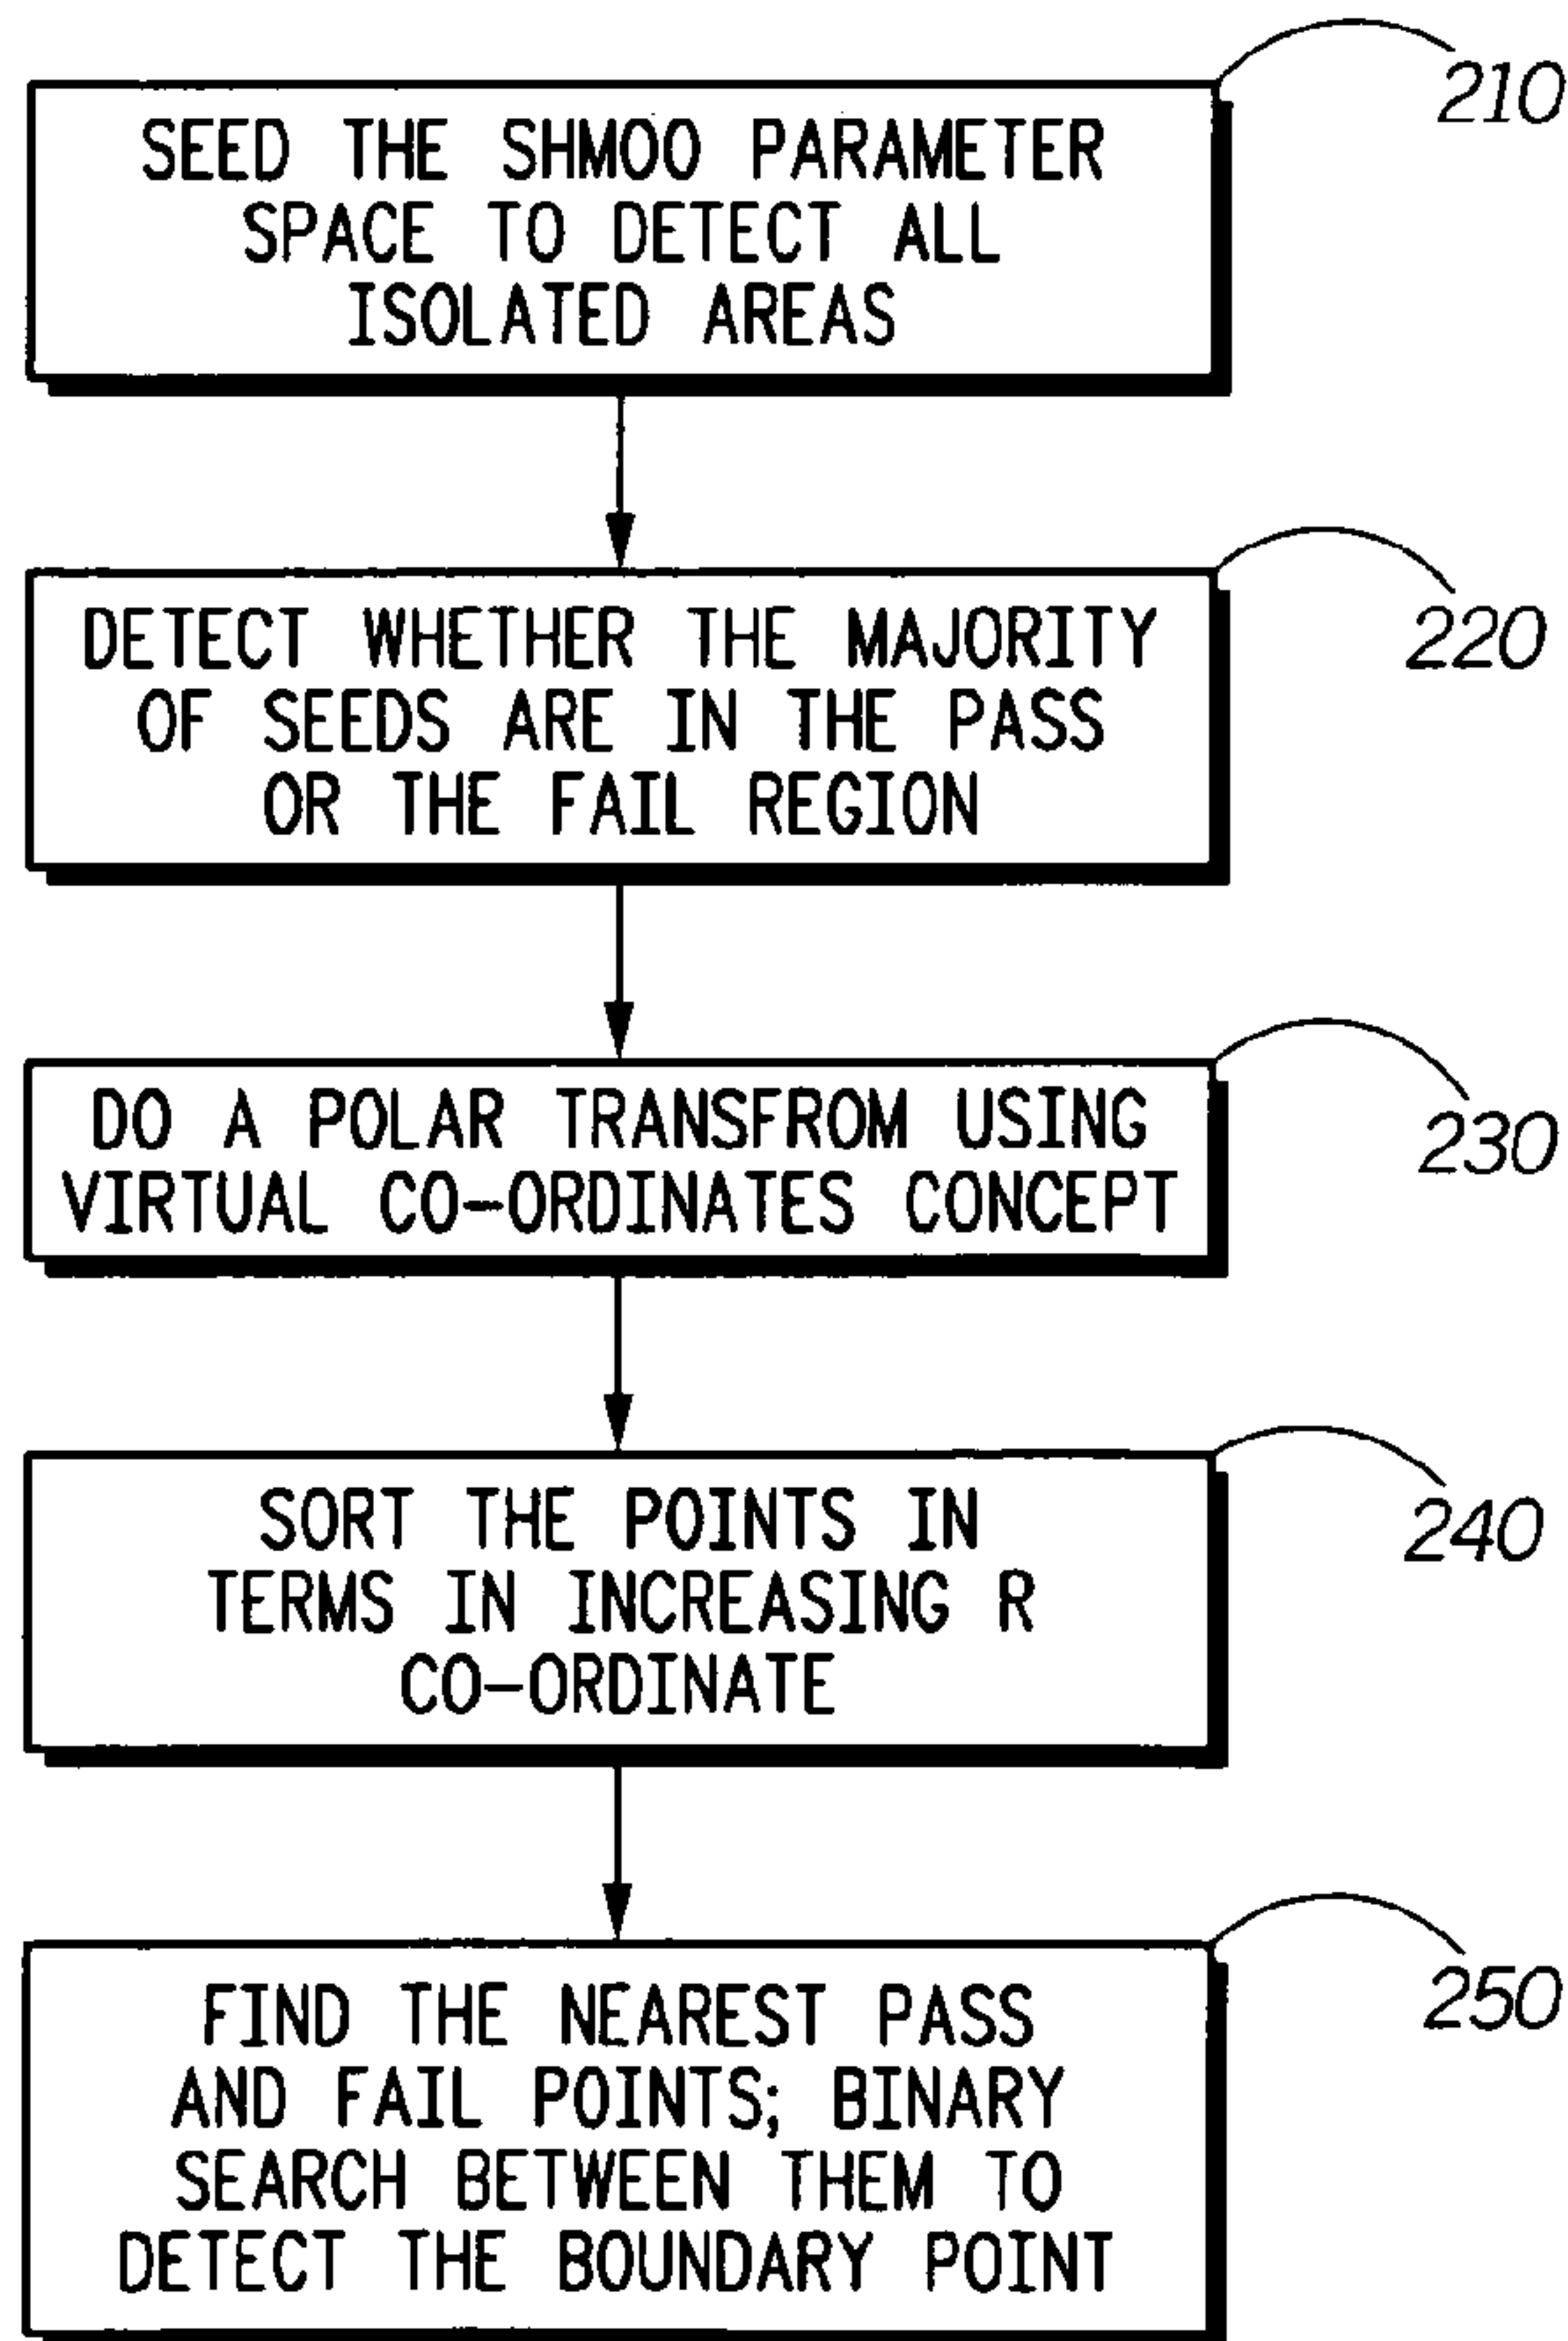 210
SEED THE SHMOO PARAMETER
SPACE TO DETECT ALL
ISOLATED AREAS
220
DETECT WHETHER THE MAJORITY
OF SEEDS ARE IN THE PASS
OR THE FAIL REGION
230
DO A POLAR TRANSFROM USING
VIRTUAL CO-ORDINATES CONCEPT
240
SORT THE POINTS IN
TERMS IN INCREASING R
CO-ORDINATE
250
FIND THE NEAREST PASS
AND FAIL POINTS; BINARY
SEARCH BETWEEN THEM TO
DETECT THE BOUNDARY POINT